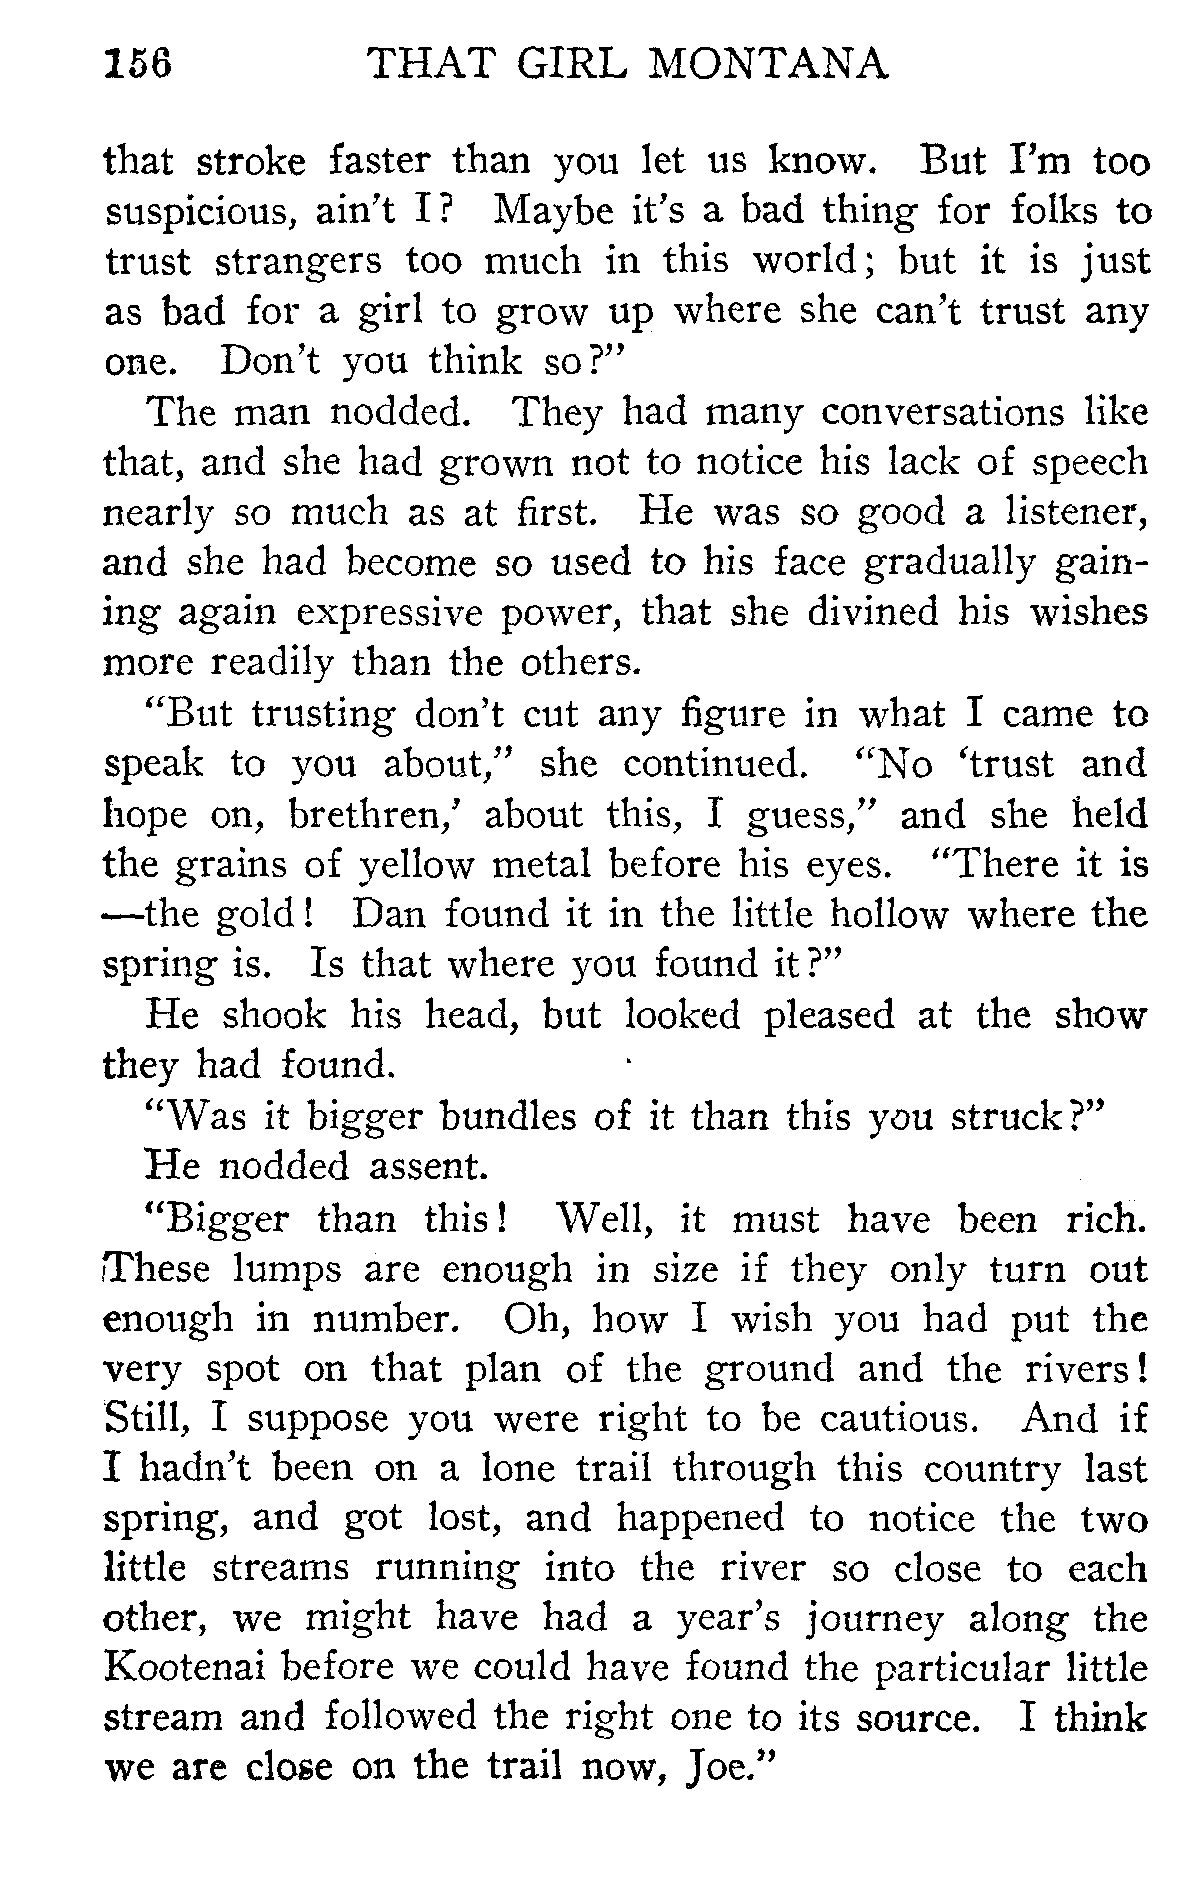 156 THAT GIRL MONTANA
that stroke faster than you let us know. But I'm too
suspicious, ain't I? Maybe it's a bad thing for folks to
trust strangers too much in this world; but it is just
as bad for a girl to grow up where she can't trust any
one. Don't you think so?"
The man nodded. They had many conversations like
that, and she had grown not to notice his lack of speech
nearly so much as at first. He was so good a listener,
and she had become so used to his face gradually gain-
ing again expressive power, that she divined his wishes
more readily than the others.
"But trusting don't cut any figure in what I came to
speak to you about," she continued. "No 'trust and
hope on, brethren,' about this, I guess," and she held
the grains of yellow metal before his eyes. "There it is
—the gold! Dan found it in the little hollow where the
spring is. Is that where you found it?"
He shook his head, but looked pleased at the show
they had found.
"Was it bigger bundles of it than this you struck?"
He nodded assent.
"Bigger than this! Well, it must have been rich.
These lumps are enough in size if they only turn out
enough in number. Oh, how I wish you had put the
very spot on that plan of the ground and the rivers!
Still, I suppose you were right to be cautious. And if
I hadn't been on a lone trail through this country last
spring, and got lost, and happened to notice the two
little streams running into the river so close to each
other, we might have had a year's journey along the
Kootenai before we could have found the particular little
stream and followed the right one to its source. I think
we are close on the trail now, Joe."